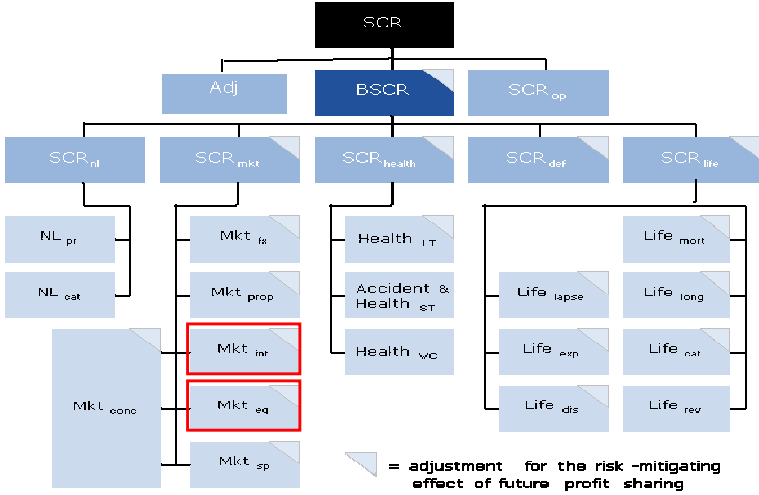 SCR
Adj
BSCR
SCR op
SCR nl
SCR mkt
SCR health
SCR def
SCR life
NL pr
Mkt fx
Health LT
Life mort
NL cat
Mkt prop
Accident &
Health ST
Life lapse
Life long
Mkt int
Health WC
Life exp
Life cat
Mkt conc
Mkt eq
Life dis
Life rev
Mkt sp
= adjustment for the risk -mitigating
effect of future profit sharing